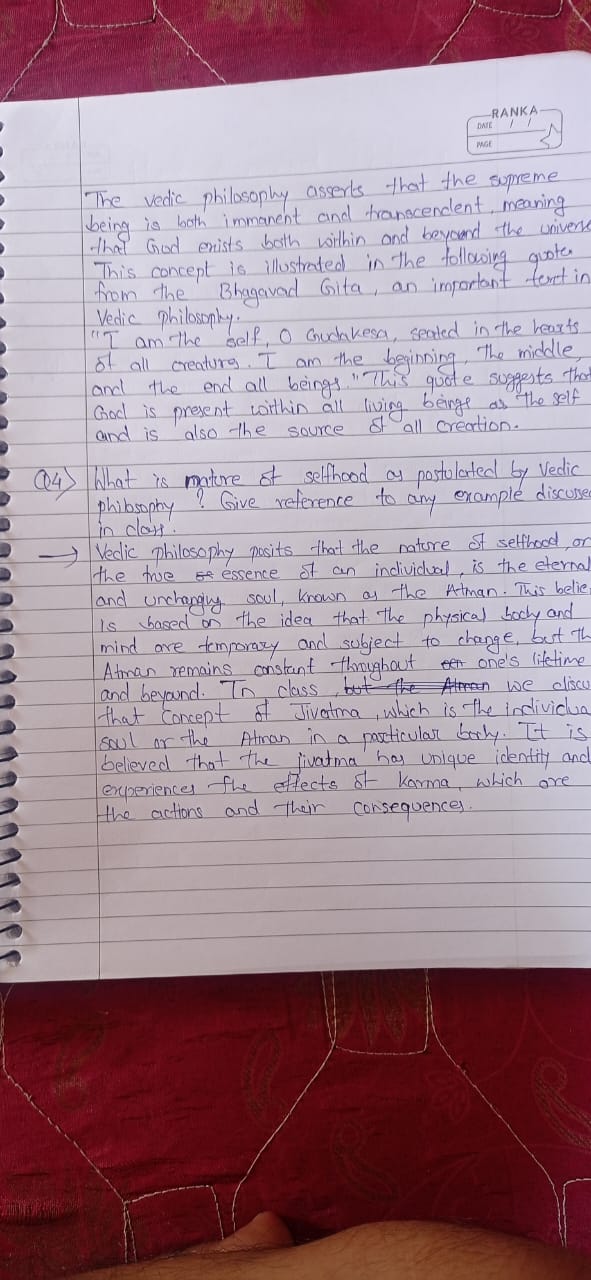 RANKA
DATE / /
PAGE
The vedic philosophy asserts that the supreme
being is both immanent and transcendent, meaning
that God exists both within and beyound the universe
This concept is illustrated in the following quote
from the Bhagavad Gita, an important text in
Vedic philosophy.
"I am the self, O Gudakesa, seated in the hearts
of all creature. I am the beginning, the middle,
and the end all beings." This quote suggests that
God is present within all living beings as the self
and is also the source of all creation.
Q4> What is mature of selfhood as postulated by Vedic
philosophy? Give reference to any example discusse
in class.
→ Vedic philosophy posits that the nature of selfhood, or
the true essence of an individual, is the eternal
and unchanging soul, known as the Atman. This belie
is based on the idea that the physical body and
mind are temporary and subject to change, but th
Atman remains constant throughout one's lifetime
and beyound. In class, but the Atman we discu
that concept of Jivatma, which is the individua
soul or the Atman in a particular body. It is
believed that the jivatma has unique identity and
experiences the effects of karma, which are
the actions and their consequences.